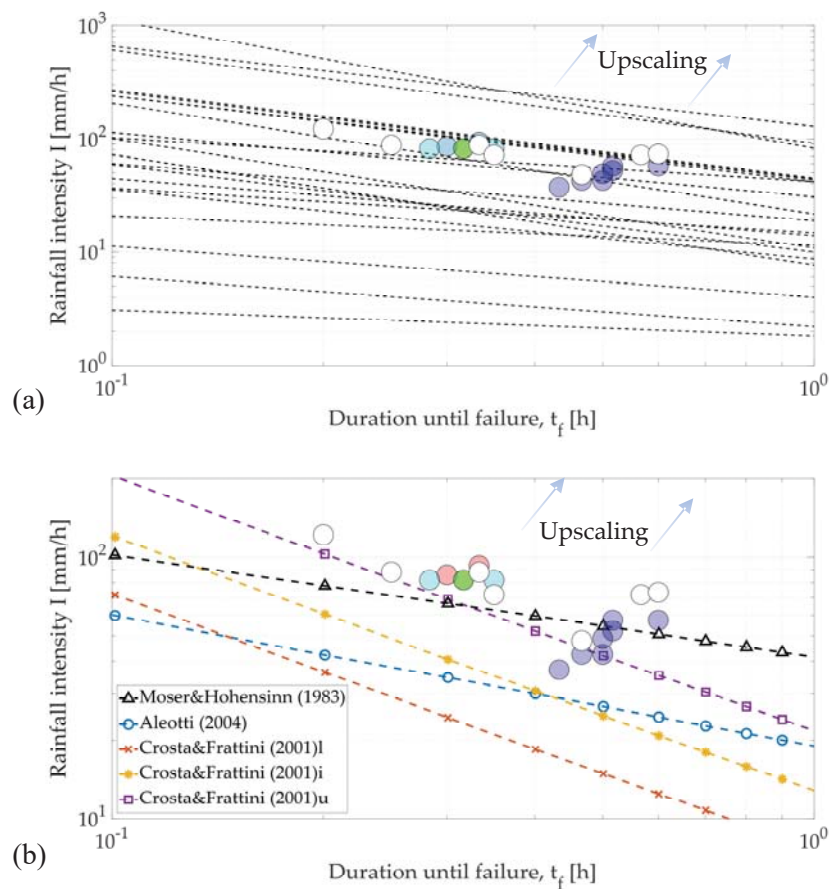 10^3
Upscaling
10^2
10^1
10^0
Rainfall intensity I [mm/h]
10^-1
10^0
Duration until failure, t_f [h]
(a)
Upscaling
10^2
10^1
Rainfall intensity I [mm/h]
Moser&Hohensinn (1983)
Aleotti (2004)
Crosta&Frattini (2001)l
Crosta&Frattini (2001)i
Crosta&Frattini (2001)u
10^-1
10^0
Duration until failure, t_f [h]
(b)